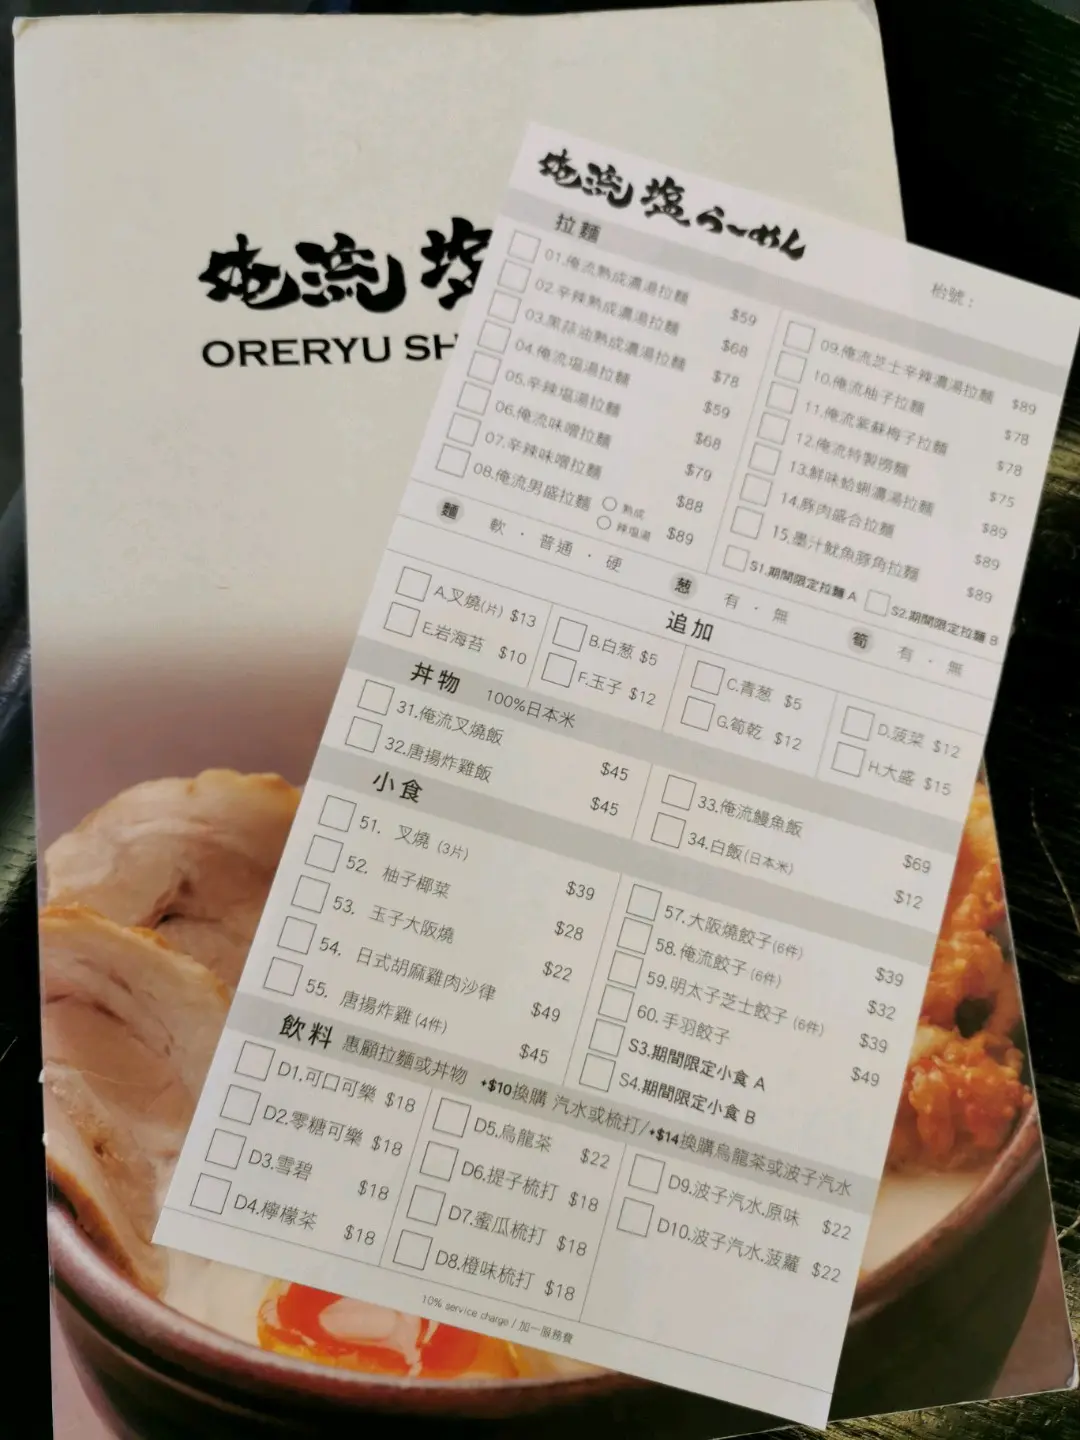 俺流 塩
ORERYU SH
俺流 塩らーめん
枱號：
拉麵
01.俺流熟成濃湯拉麵 $59
02.辛辣熟成濃湯拉麵 $68
03.黑蒜油熟成濃湯拉麵 $78
04.俺流塩湯拉麵 $59
05.辛辣塩湯拉麵 $68
06.俺流味噌拉麵 $79
07.辛辣味噌拉麵 $88
08.俺流男盛拉麵 ○ 熟成 ○ 辣塩湯 $89
09.俺流芝士辛辣濃湯拉麵 $89
10.俺流柚子拉麵 $78
11.俺流紫蘇梅子拉麵 $78
12.俺流特製撈麵 $75
13.鮮味蛤蜊濃湯拉麵 $89
14.豚肉盛合拉麵 $89
15.墨汁魷魚豚角拉麵 $89
S1.期間限定拉麵 A S2.期間限定拉麵 B
麵 軟 · 普通 · 硬 葱 有 · 無 筍 有 · 無
追加
A.叉燒(片) $13 B.白葱 $5 C.青葱 $5 D.菠菜 $12
E.岩海苔 $10 F.玉子 $12 G.筍乾 $12 H.大盛 $15
丼物 100%日本米
31.俺流叉燒飯 $45
32.唐揚炸雞飯 $45
33.俺流鰻魚飯 $69
34.白飯(日本米) $12
小食
51. 叉燒 (3片) $39
52. 柚子椰菜 $28
53. 玉子大阪燒 $22
54. 日式胡麻雞肉沙律 $49
55. 唐揚炸雞 (4件) $45
57.大阪燒餃子(6件) $39
58.俺流餃子 (6件) $32
59.明太子芝士餃子 (6件) $39
60.手羽餃子 $49
S3.期間限定小食 A
S4.期間限定小食 B
飲料 惠顧拉麵或丼物 +$10換購 汽水或梳打/+$14換購烏龍茶或波子汽水
D1.可口可樂 $18
D2.零糖可樂 $18
D3.雪碧 $18
D4.檸檬茶 $18
D5.烏龍茶 $22
D6.提子梳打 $18
D7.蜜瓜梳打 $18
D8.橙味梳打 $18
D9.波子汽水.原味 $22
D10.波子汽水.菠蘿 $22
10% service charge / 加一服務費